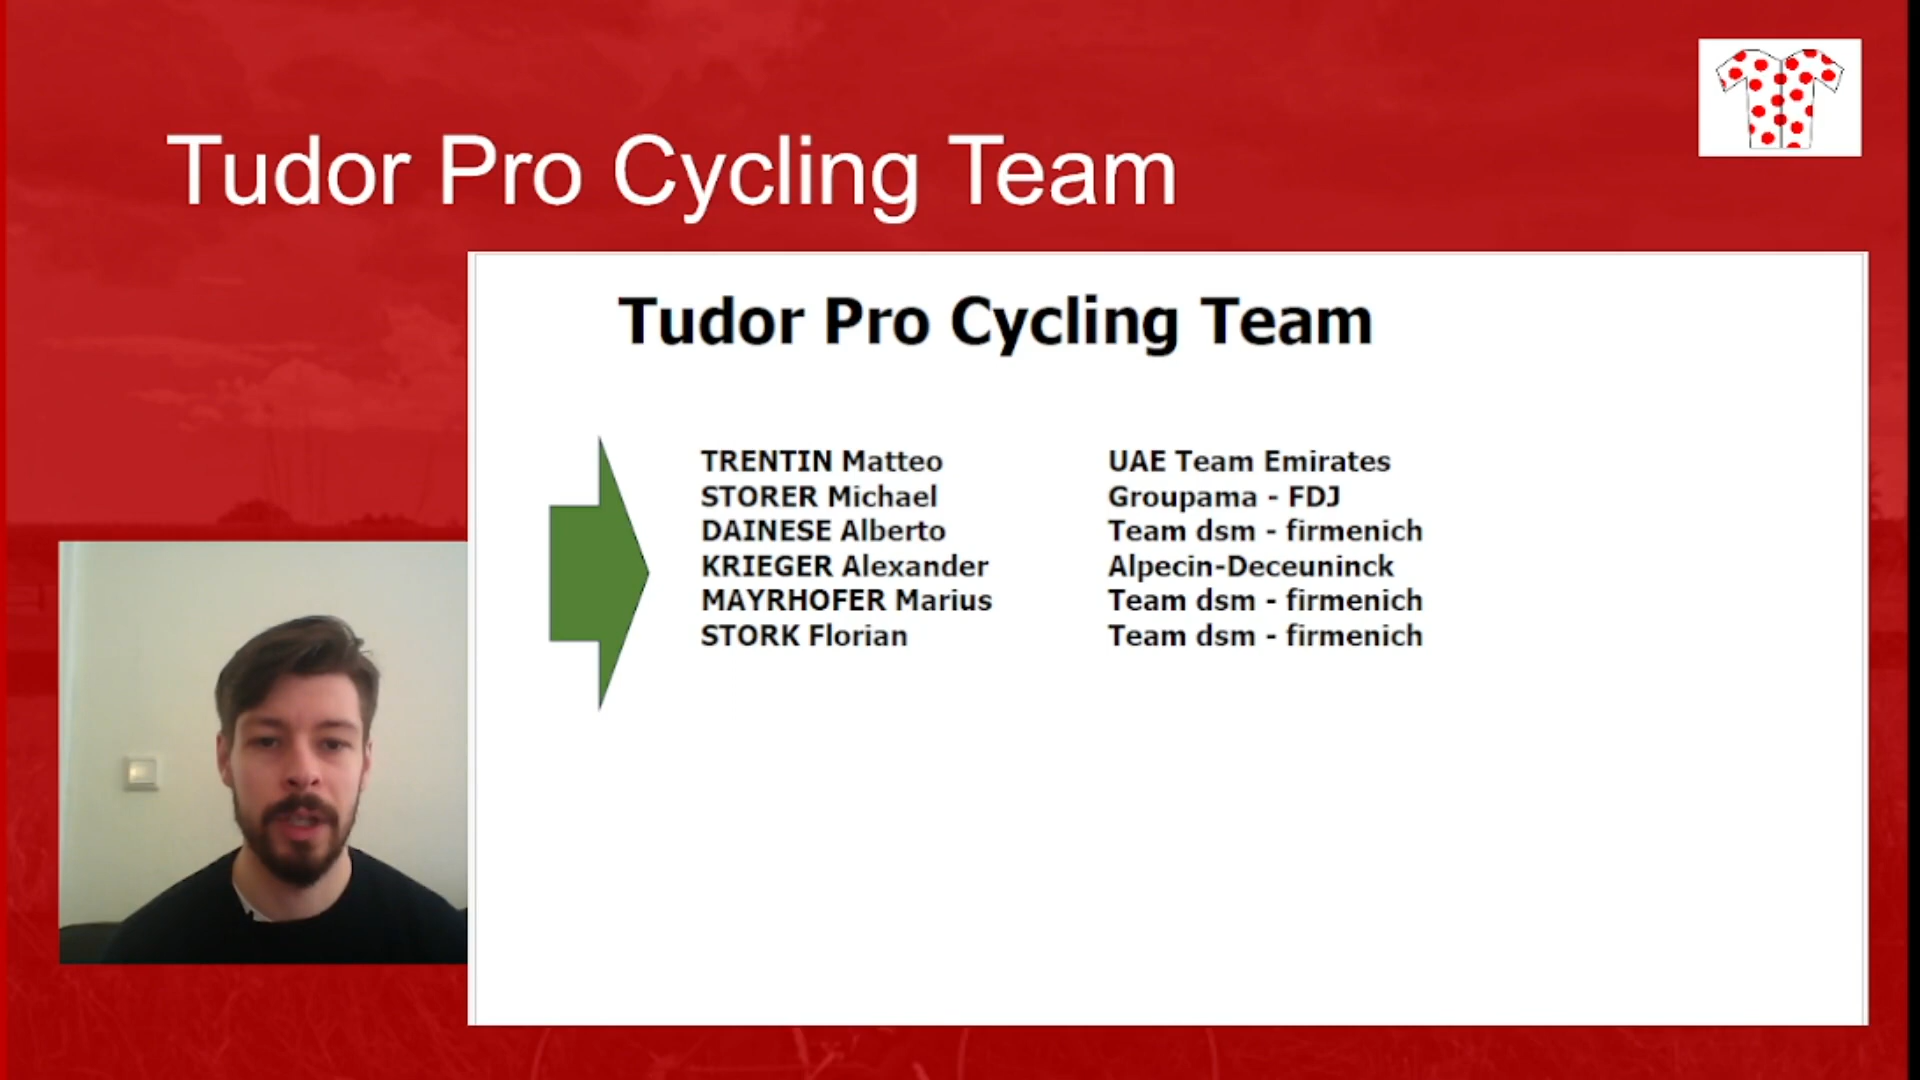 Tudor Pro Cycling Team
Tudor Pro Cycling Team
TRENTIN Matteo UAE Team Emirates
STORER Michael Groupama - FDJ
DAINESE Alberto Team dsm - firmenich
KRIEGER Alexander Alpecin-Deceuninck
MAYRHOFER Marius Team dsm - firmenich
STORK Florian Team dsm - firmenich